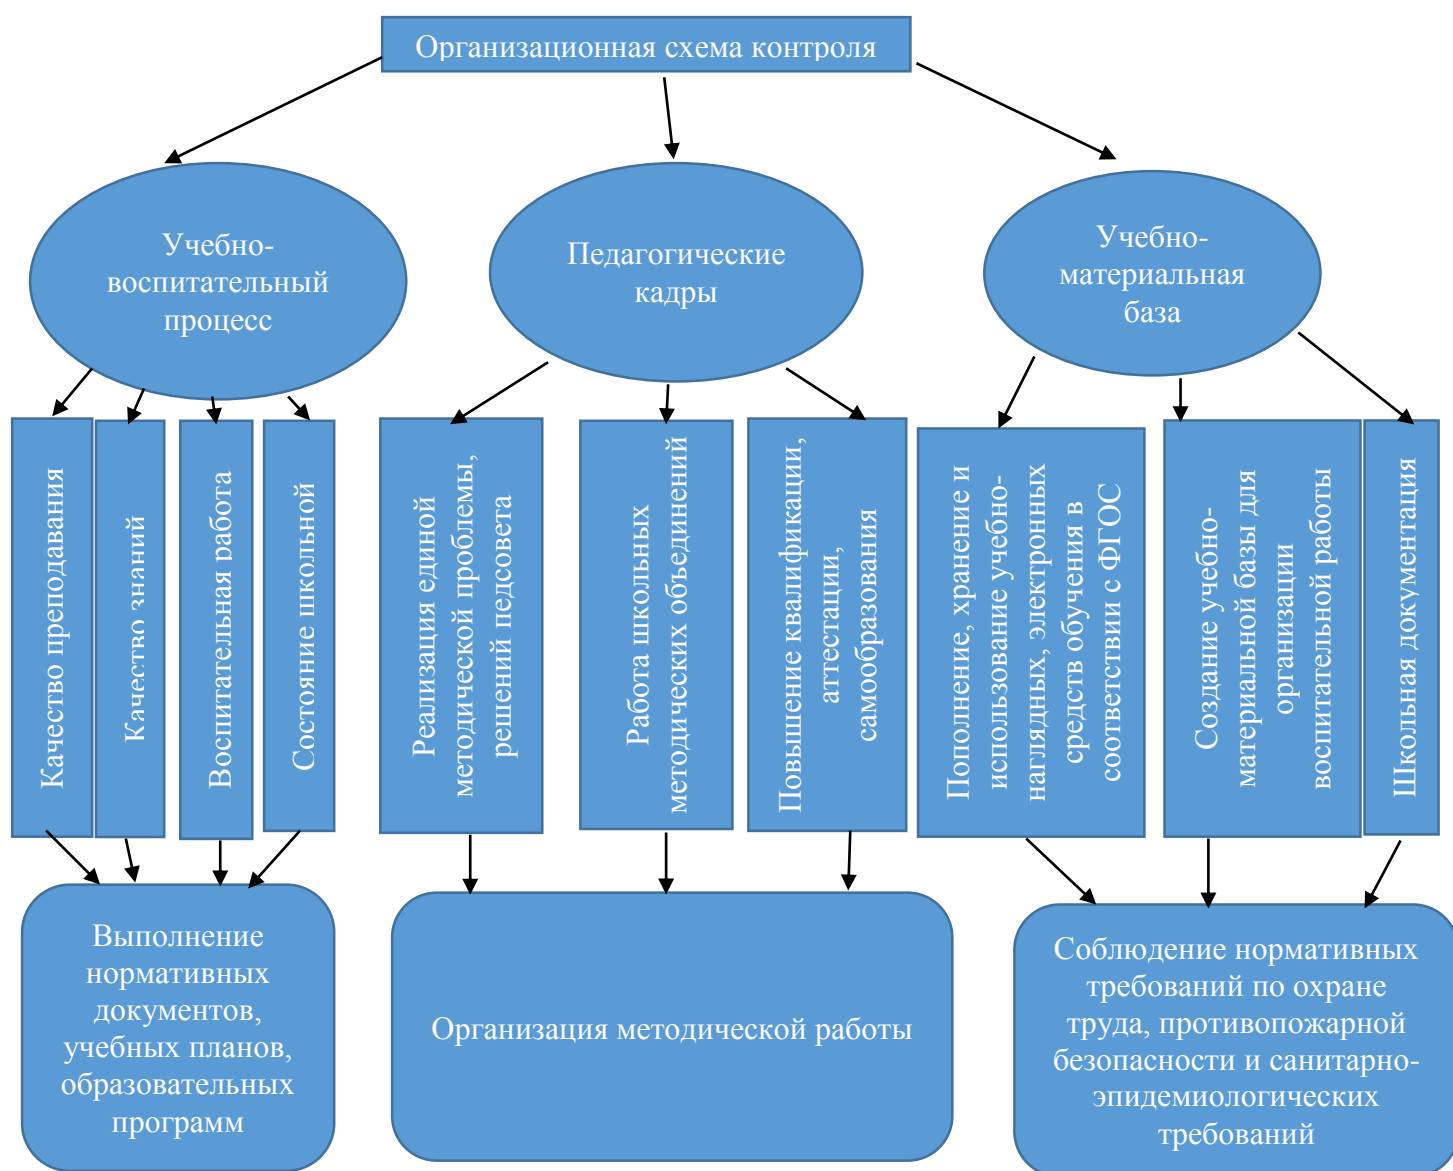 Организационная схема контроля
Учебно-
воспитательный
процесс
Педагогические
кадры
Учебно-
материальная
база
Качество преподавания
Качество знаний
Воспитательная работа
Состояние школьной
Реализация единой
методической проблемы,
решений педсовета
Работа школьных
методических объединений
Повышение квалификации,
аттестации,
самообразования
Пополнение, хранение и
использование учебно-
наглядных, электронных
средств обучения в
соответствии с ФГОС
Создание учебно-
материальной базы для
организации
воспитательной работы
Школьная документация
Выполнение
нормативных
документов,
учебных планов,
образовательных
программ
Организация методической работы
Соблюдение нормативных
требований по охране
труда, противопожарной
безопасности и санитарно-
эпидемиологических
требований